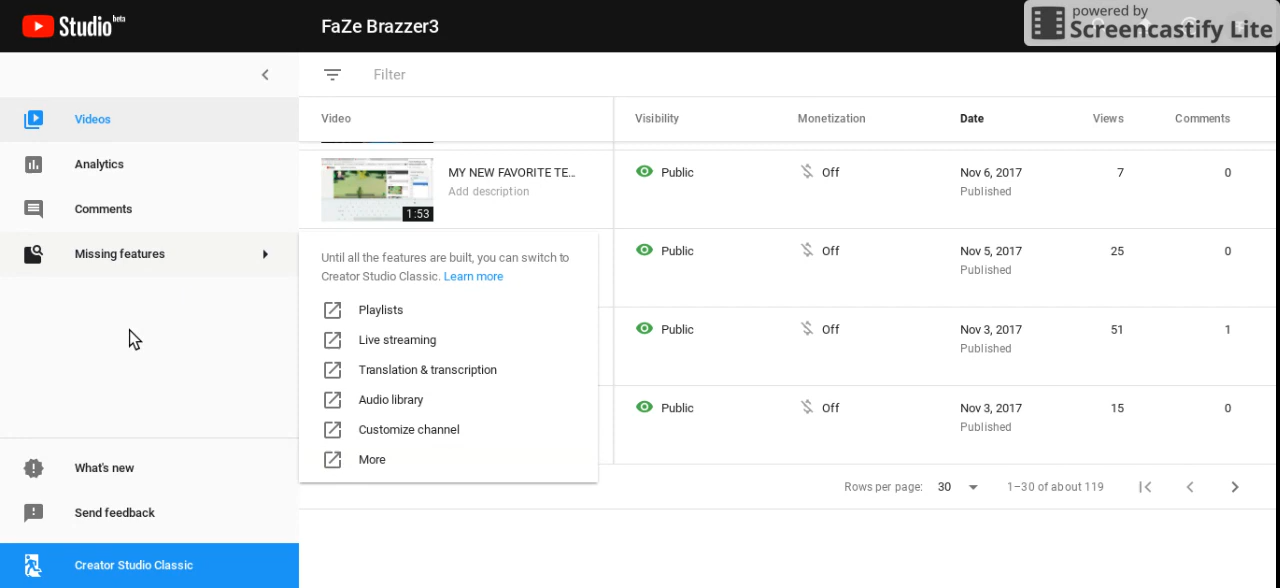 Studio beta
FaZe Brazzer3
powered by
Screencastify Lite
Filter
Videos
Analytics
Comments
Missing features
Video Visibility Monetization Date Views Comments
MY NEW FAVORITE TE... Public Off Nov 6, 2017 7 0
Add description Published
1:53
Until all the features are built, you can switch to
Creator Studio Classic. Learn more
Playlists
Live streaming
Translation & transcription
Audio library
Customize channel
More
Public Off Nov 5, 2017 25 0
Published
Public Off Nov 3, 2017 51 1
Published
Public Off Nov 3, 2017 15 0
Published
Rows per page: 30 1–30 of about 119
What's new
Send feedback
Creator Studio Classic